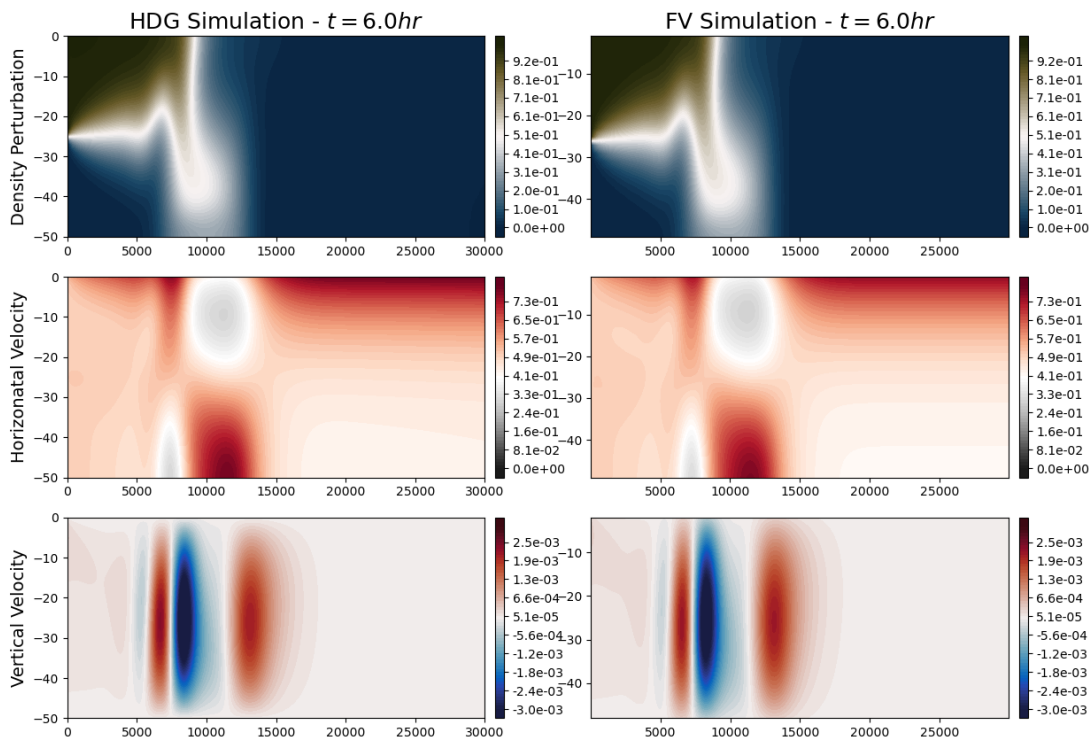 HDG Simulation - t = 6.0hr
FV Simulation - t = 6.0hr
Density Perturbation
0
−10
−20
−30
−40
−50
0
5000
10000
15000
20000
25000
30000
9.2e-01
8.1e-01
7.1e-01
6.1e-01
5.1e-01
4.1e-01
3.1e-01
2.0e-01
1.0e-01
0.0e+00
−10
−20
−30
−40
5000
10000
15000
20000
25000
9.2e-01
8.1e-01
7.1e-01
6.1e-01
5.1e-01
4.1e-01
3.1e-01
2.0e-01
1.0e-01
0.0e+00
Horizonatal Velocity
0
−10
−20
−30
−40
−50
0
5000
10000
15000
20000
25000
30000
7.3e-01
6.5e-01
5.7e-01
4.9e-01
4.1e-01
3.3e-01
2.4e-01
1.6e-01
8.1e-02
0.0e+00
−10
−20
−30
−40
5000
10000
15000
20000
25000
7.3e-01
6.5e-01
5.7e-01
4.9e-01
4.1e-01
3.3e-01
2.4e-01
1.6e-01
8.1e-02
0.0e+00
Vertical Velocity
0
−10
−20
−30
−40
−50
0
5000
10000
15000
20000
25000
30000
2.5e-03
1.9e-03
1.3e-03
6.6e-04
5.1e-05
-5.6e-04
-1.2e-03
-1.8e-03
-2.4e-03
-3.0e-03
−10
−20
−30
−40
5000
10000
15000
20000
25000
2.5e-03
1.9e-03
1.3e-03
6.6e-04
5.1e-05
-5.6e-04
-1.2e-03
-1.8e-03
-2.4e-03
-3.0e-03